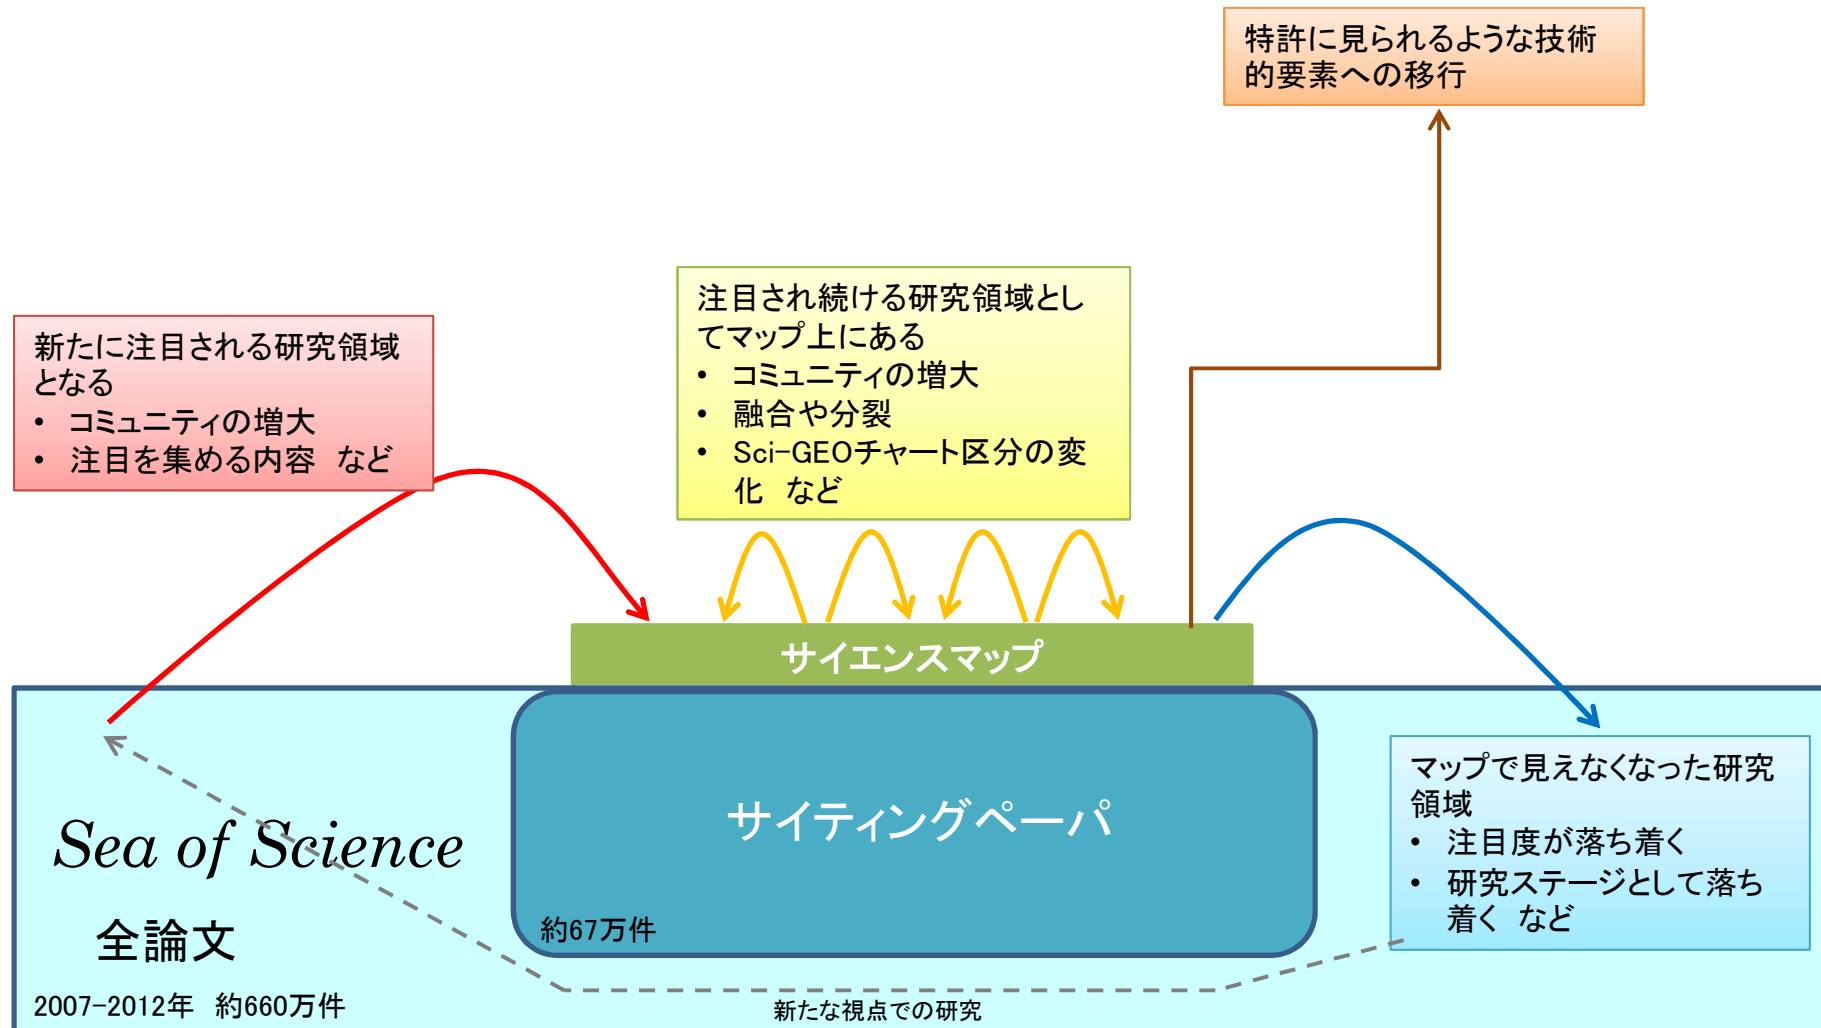 特許に見られるような技術
的要素への移行
注目され続ける研究領域とし
てマップ上にある
• コミュニティの増大
• 融合や分裂
• Sci-GEOチャート区分の変
化 など
新たに注目される研究領域
となる
• コミュニティの増大
• 注目を集める内容 など
サイエンスマップ
サイティングペーパ
約67万件
マップで見えなくなった研究
領域
• 注目度が落ち着く
• 研究ステージとして落ち
着く など
Sea of Science
全論文
2007-2012年 約660万件
新たな視点での研究